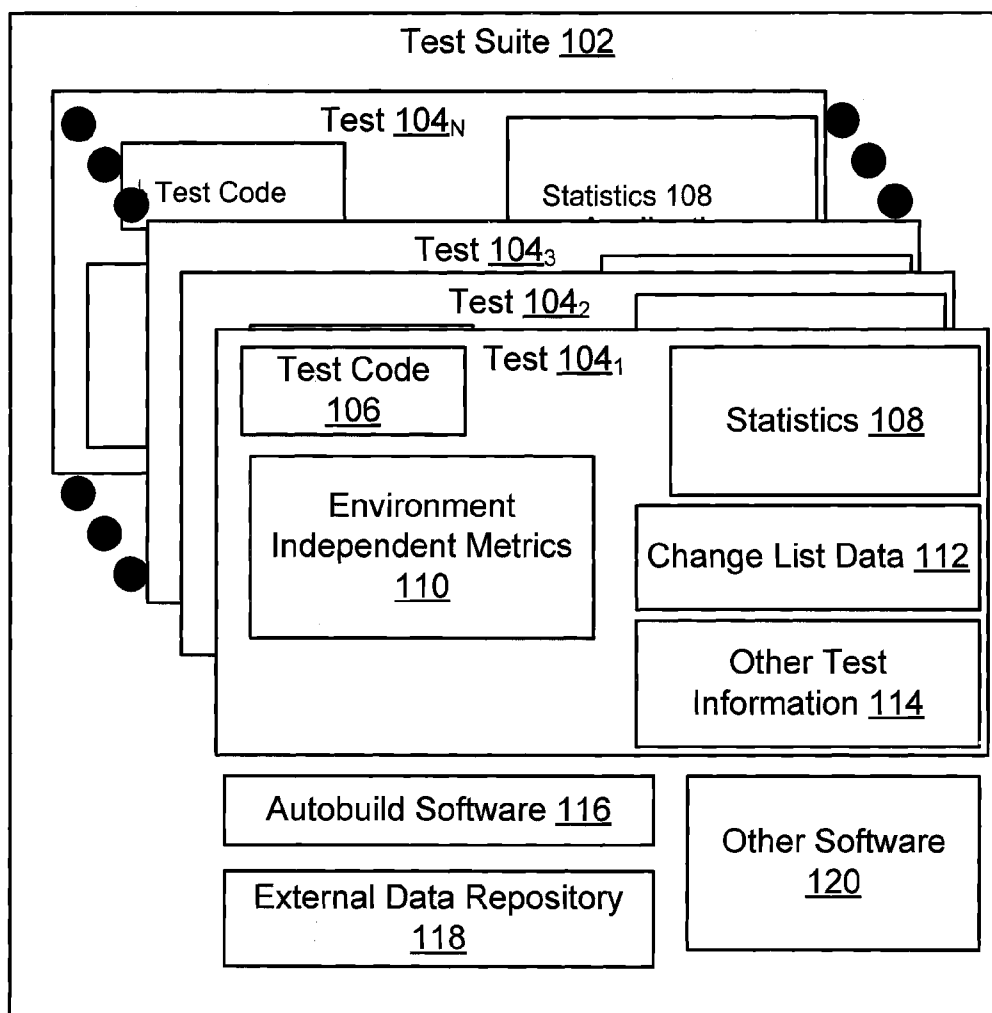 Test Suite 102
Test 104N
Test Code
Statistics 108
Test 1043
Test 1042
Test 1041
Test Code
106
Statistics 108
Environment
Independent Metrics
110
Change List Data 112
Other Test
Information 114
Autobuild Software 116
Other Software
120
External Data Repository
118